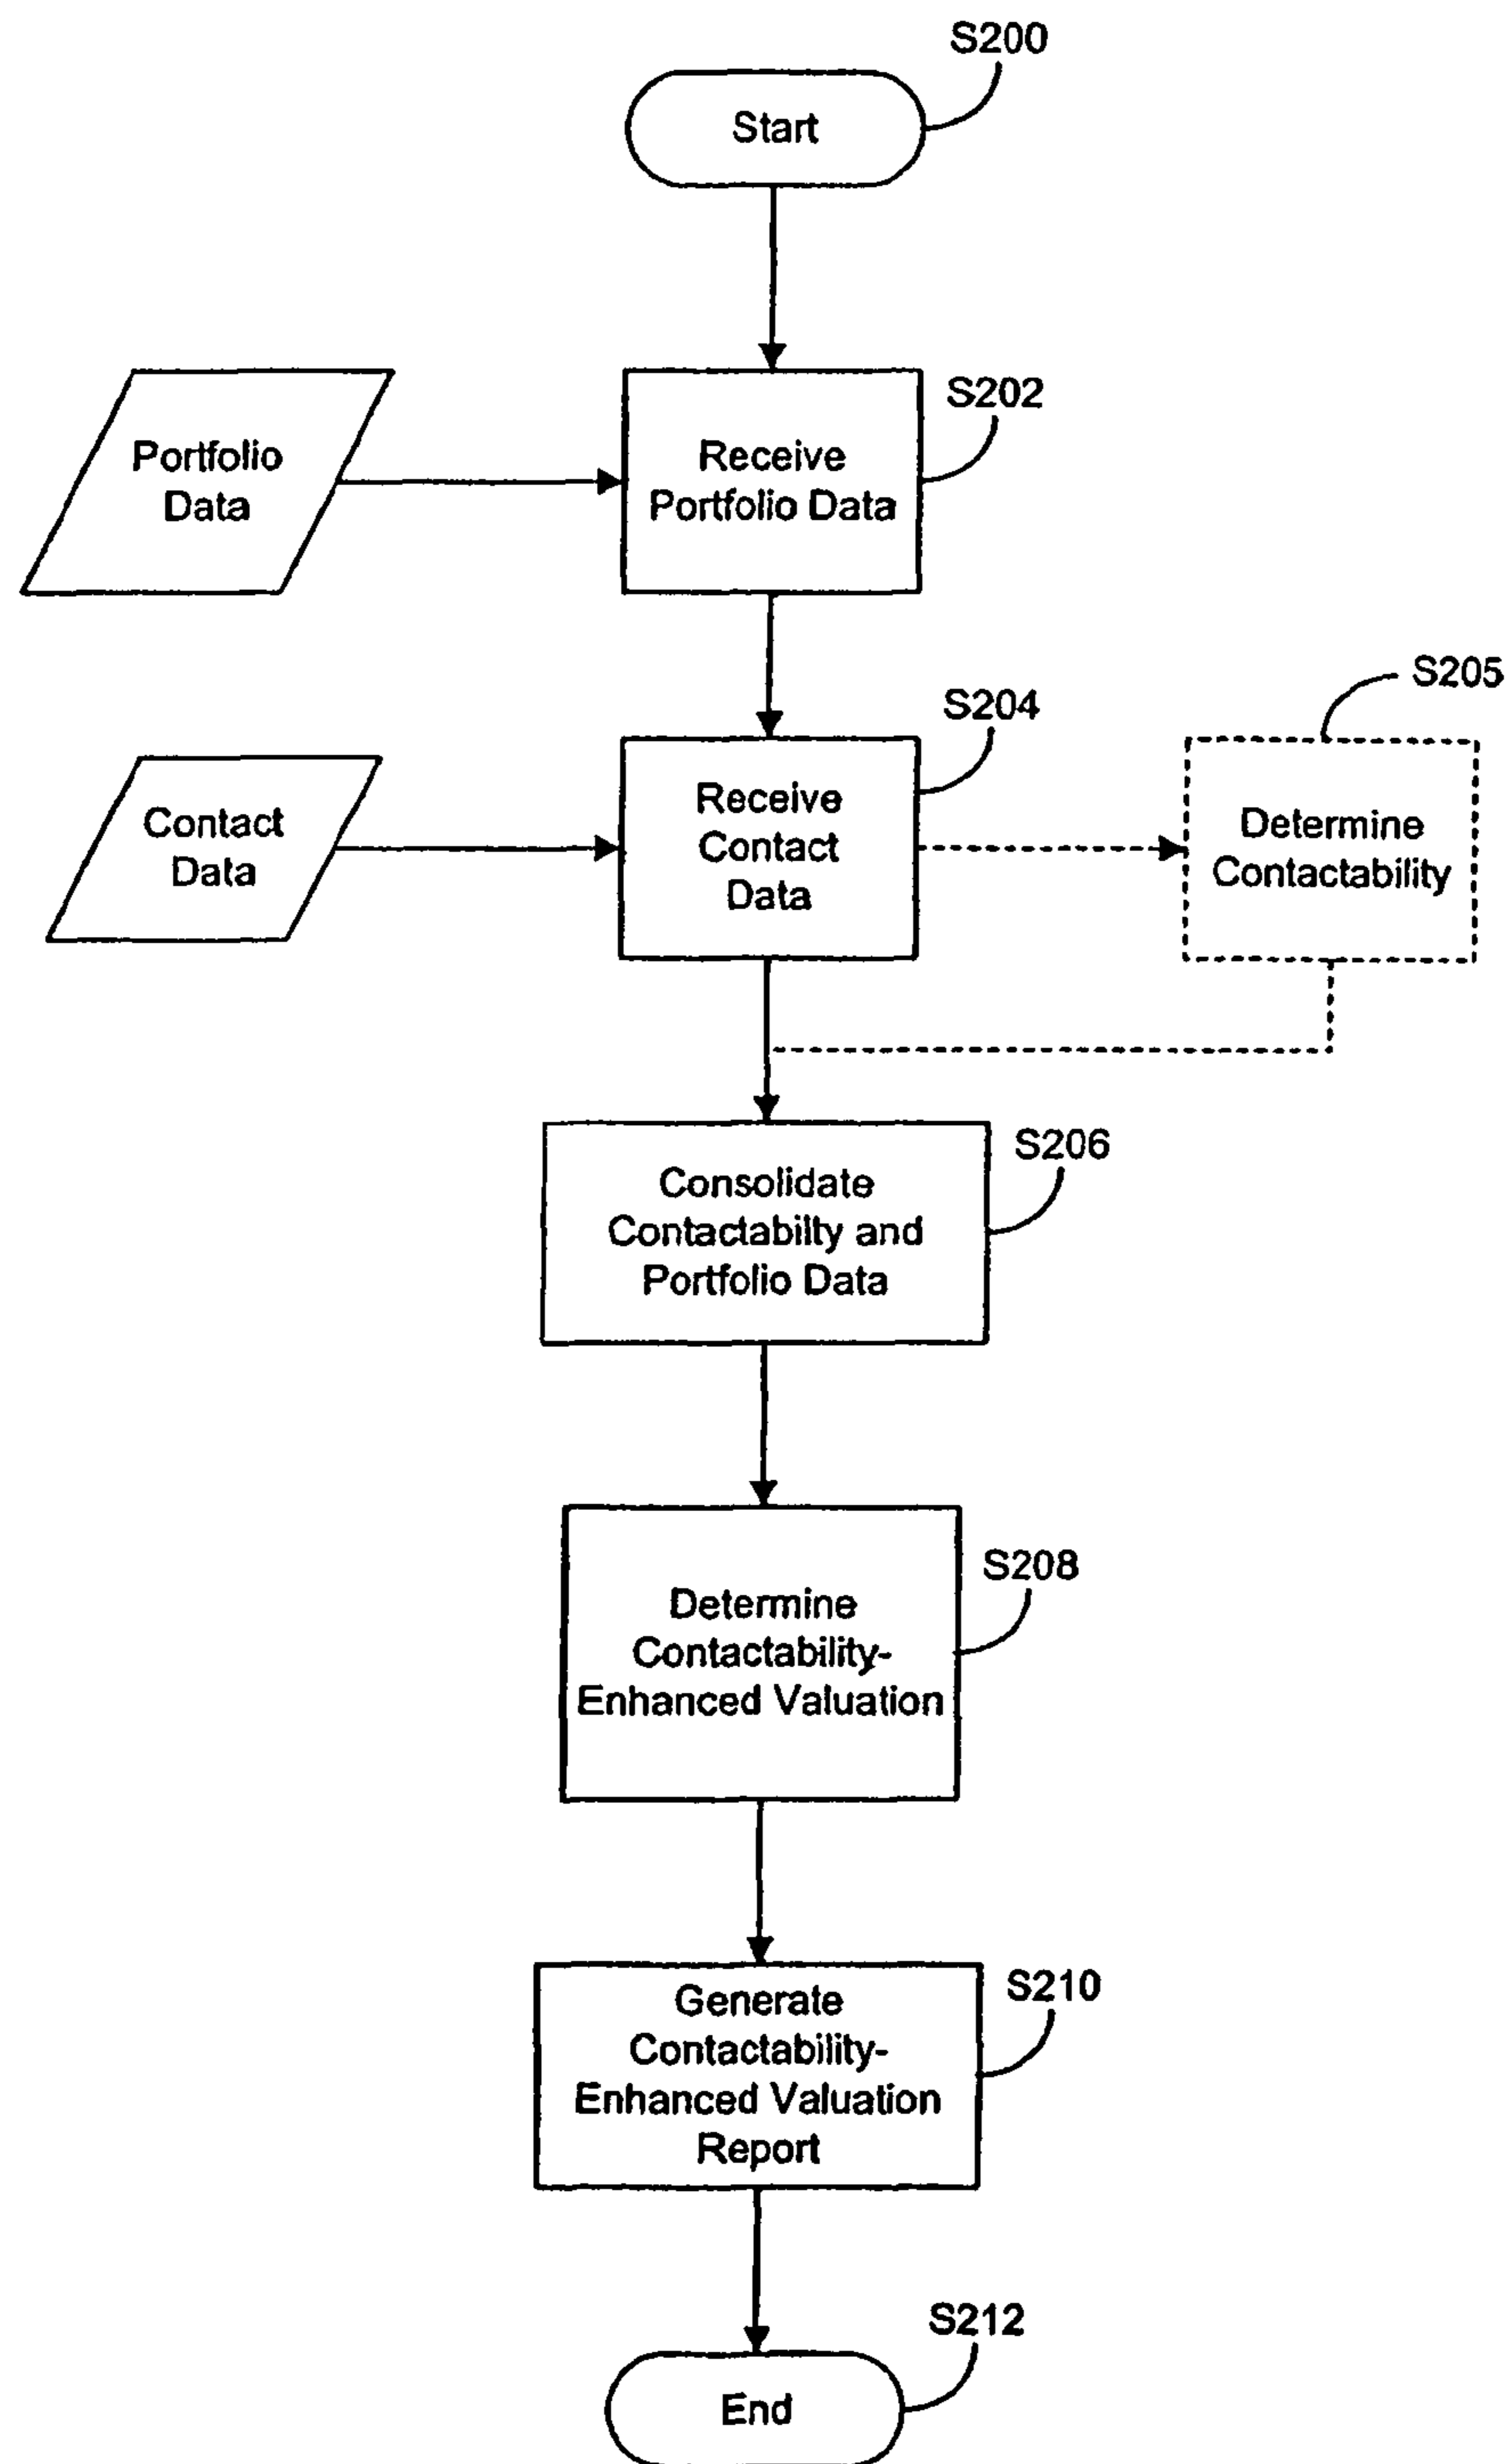 S200
Start
S202
Portfolio
Data
Receive
Portfolio Data
S205
S204
Contact
Data
Receive
Contact
Data
Determine
Contactability
S206
Consolidate
Contactabilty and
Portfolio Data
S208
Determine
Contactability-
Enhanced Valuation
S210
Generate
Contactability-
Enhanced Valuation
Report
S212
End